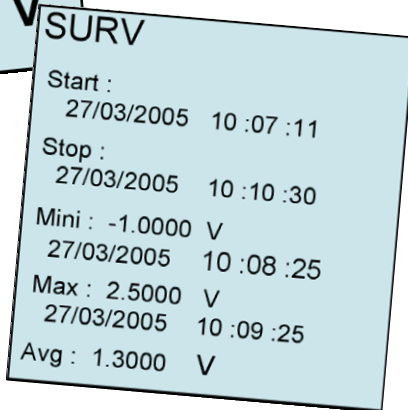 V
SURV
Start :
27/03/2005 10 :07 :11
Stop :
27/03/2005 10 :10 :30
Mini : -1.0000 V
27/03/2005 10 :08 :25
Max : 2.5000 V
27/03/2005 10 :09 :25
Avg : 1.3000 V